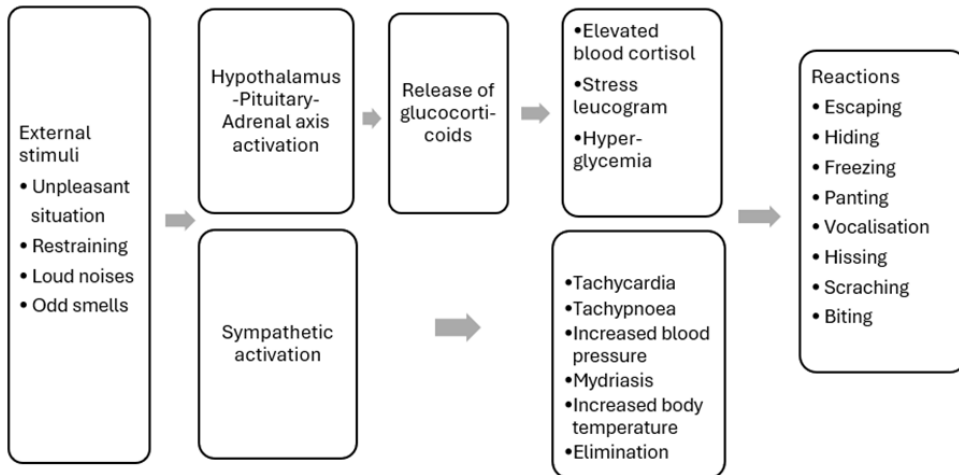 External
stimuli
• Unpleasant
situation
• Restraining
• Loud noises
• Odd smells
Hypothalamus
-Pituitary-
Adrenal axis
activation
Release of
glucocorti-
coids
•Elevated
blood cortisol
•Stress
leucogram
•Hyper-
glycemia
Sympathetic
activation
•Tachycardia
•Tachypnoea
•Increased blood
pressure
•Mydriasis
•Increased body
temperature
•Elimination
Reactions
• Escaping
• Hiding
• Freezing
• Panting
• Vocalisation
• Hissing
• Scraching
• Biting